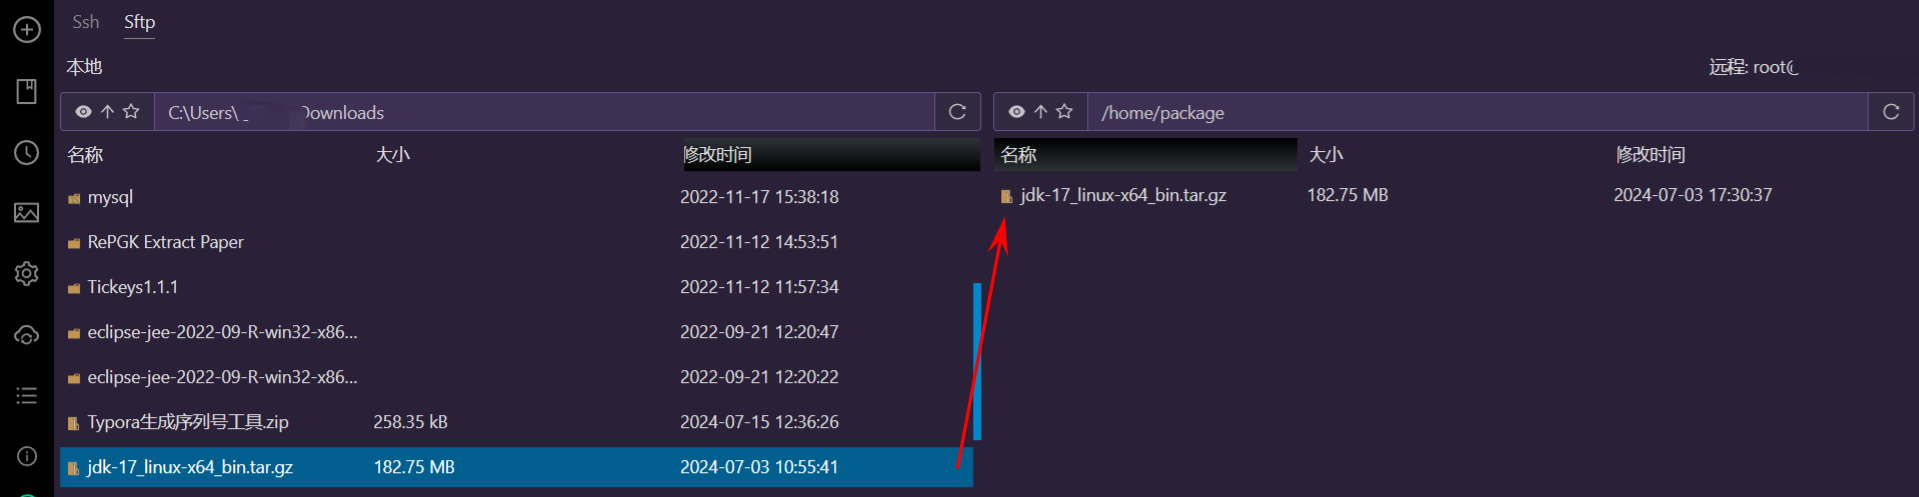 Ssh Sftp
本地
远程: root@
C:\Users\ Downloads
/home/package
名称 大小 修改时间
名称 大小 修改时间
mysql 2022-11-17 15:38:18
jdk-17_linux-x64_bin.tar.gz 182.75 MB 2024-07-03 17:30:37
RePGK Extract Paper 2022-11-12 14:53:51
Tickeys1.1.1 2022-11-12 11:57:34
eclipse-jee-2022-09-R-win32-x86... 2022-09-21 12:20:47
eclipse-jee-2022-09-R-win32-x86... 2022-09-21 12:20:22
Typora生成序列号工具.zip 258.35 kB 2024-07-15 12:36:26
jdk-17_linux-x64_bin.tar.gz 182.75 MB 2024-07-03 10:55:41